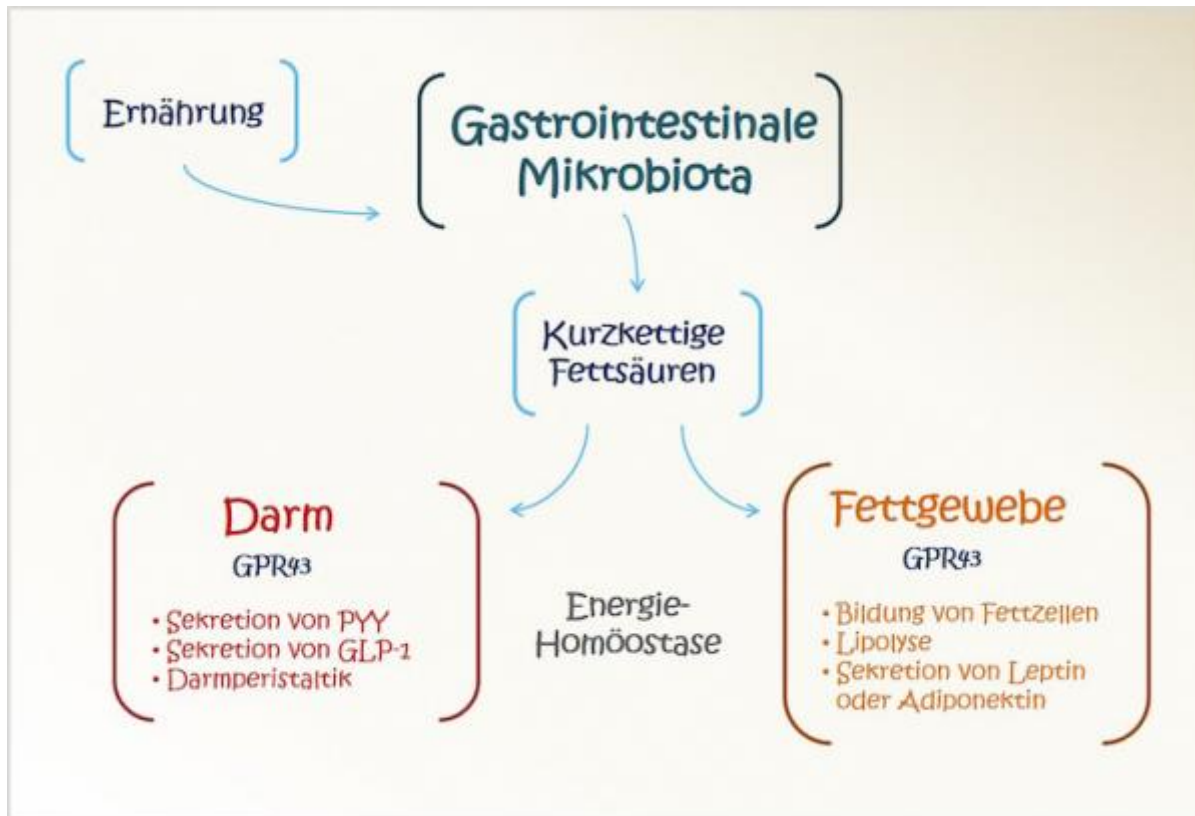 Ernährung
Gastrointestinale
Mikrobiota
Kurzkettige
Fettsäuren
Darm
GPR43
• Sekretion von PYY
• Sekretion von GLP-1
• Darmperistaltik
Energie-
Homöostase
Fettgewebe
GPR43
• Bildung von Fettzellen
• Lipolyse
• Sekretion von Leptin
oder Adiponektin